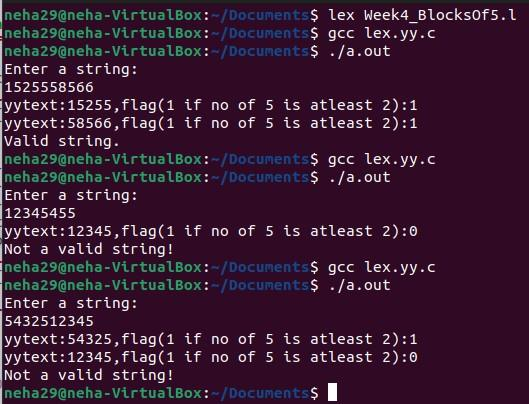 neha29@neha-VirtualBox:~/Documents$ lex Week4_BlocksOf5.l
neha29@neha-VirtualBox:~/Documents$ gcc lex.yy.c
neha29@neha-VirtualBox:~/Documents$ ./a.out
Enter a string:
1525558566
yytext:15255,flag(1 if no of 5 is atleast 2):1
yytext:58566,flag(1 if no of 5 is atleast 2):1
Valid string.
neha29@neha-VirtualBox:~/Documents$ gcc lex.yy.c
neha29@neha-VirtualBox:~/Documents$ ./a.out
Enter a string:
12345455
yytext:12345,flag(1 if no of 5 is atleast 2):0
Not a valid string!
neha29@neha-VirtualBox:~/Documents$ gcc lex.yy.c
neha29@neha-VirtualBox:~/Documents$ ./a.out
Enter a string:
5432512345
yytext:54325,flag(1 if no of 5 is atleast 2):1
yytext:12345,flag(1 if no of 5 is atleast 2):0
Not a valid string!
neha29@neha-VirtualBox:~/Documents$